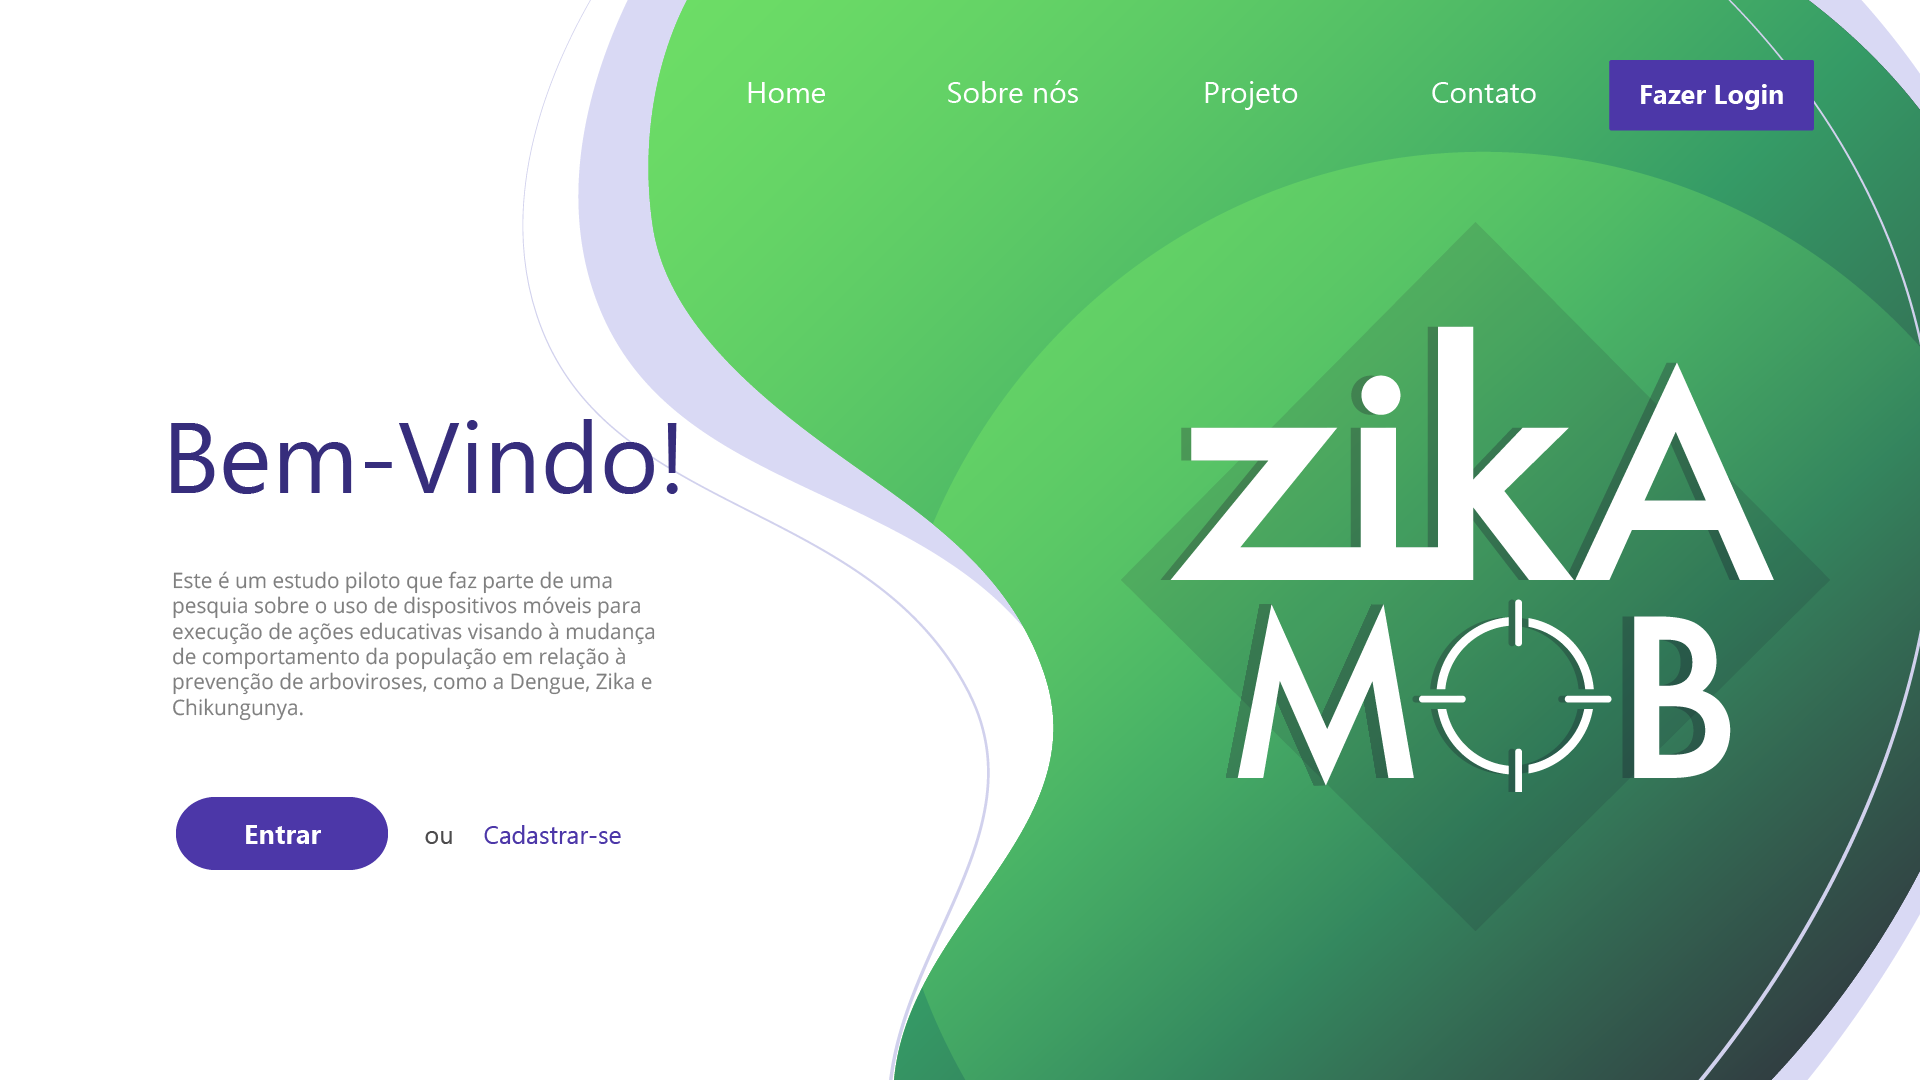 Home
Sobre nós
Projeto
Contato
Fazer Login
Bem-Vindo!
Este é um estudo piloto que faz parte de uma
pesquia sobre o uso de dispositivos móveis para
execução de ações educativas visando à mudança
de comportamento da população em relação à
prevenção de arboviroses, como a Dengue, Zika e
Chikungunya.
Entrar
ou
Cadastrar-se
zikA
MOB